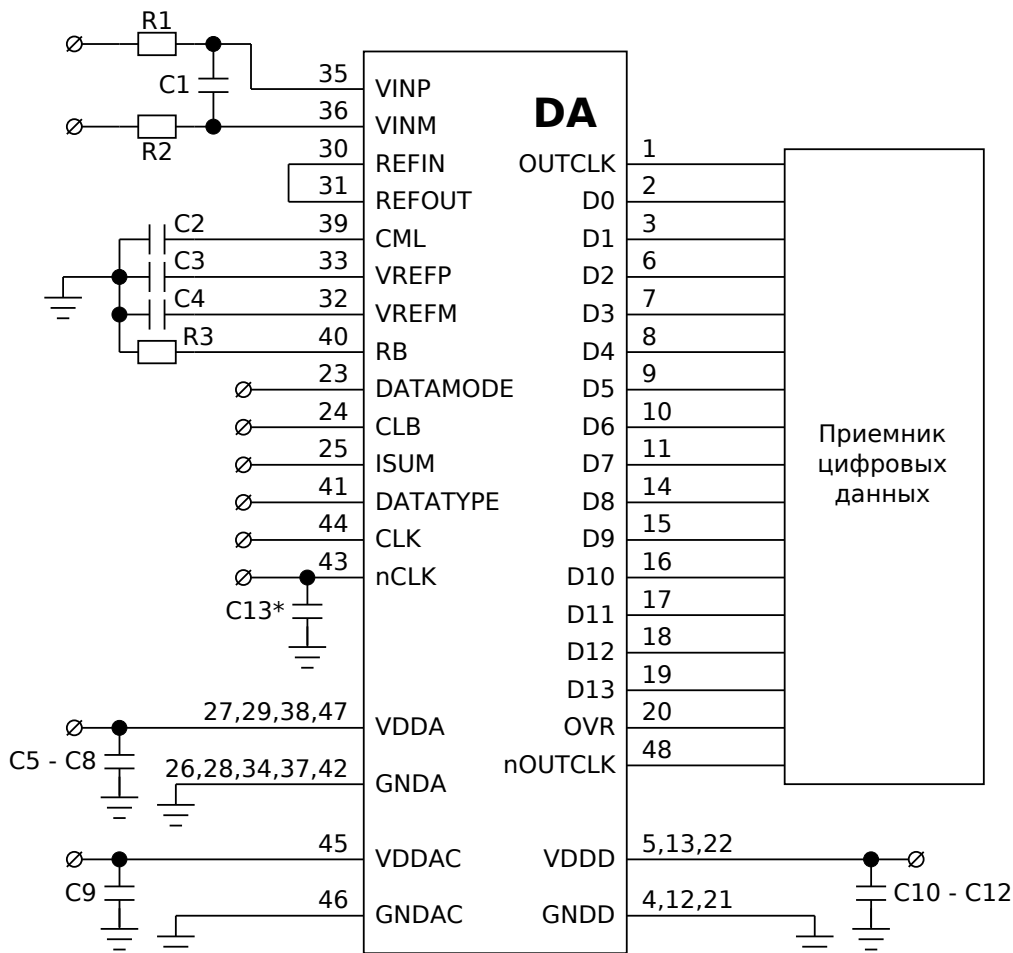 R1
C1
R2
DA
35 VINP
36 VINM
30 REFIN
31 REFOUT
C2 39 CML
C3 33 VREFP
C4 32 VREFM
R3 40 RB
23 DATAMODE
24 CLB
25 ISUM
41 DATATYPE
44 CLK
43 nCLK
C13*
27,29,38,47 VDDA
C5 - C8
26,28,34,37,42 GNDA
45 VDDAC
C9
46 GNDAC
OUTCLK 1
D0 2
D1 3
D2 6
D3 7
D4 8
D5 9
D6 10
D7 11
D8 14
D9 15
D10 16
D11 17
D12 18
D13 19
OVR 20
nOUTCLK 48
VDDD 5,13,22
C10 - C12
GNDD 4,12,21
Приемник
цифровых
данных